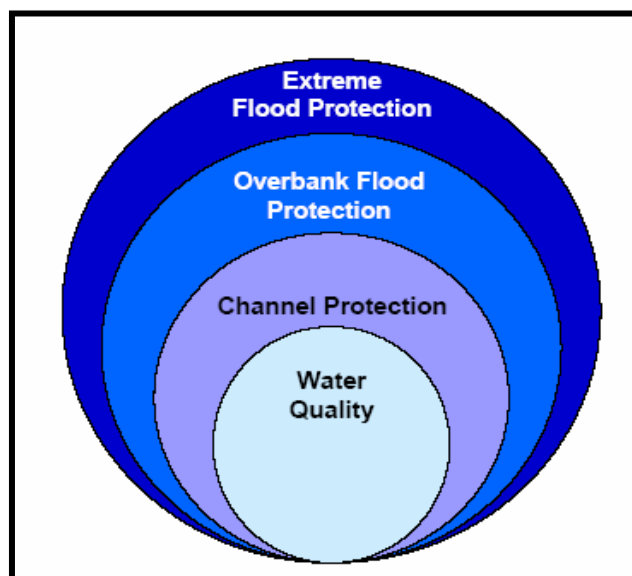 Extreme
Flood Protection
Overbank Flood
Protection
Channel Protection
Water
Quality